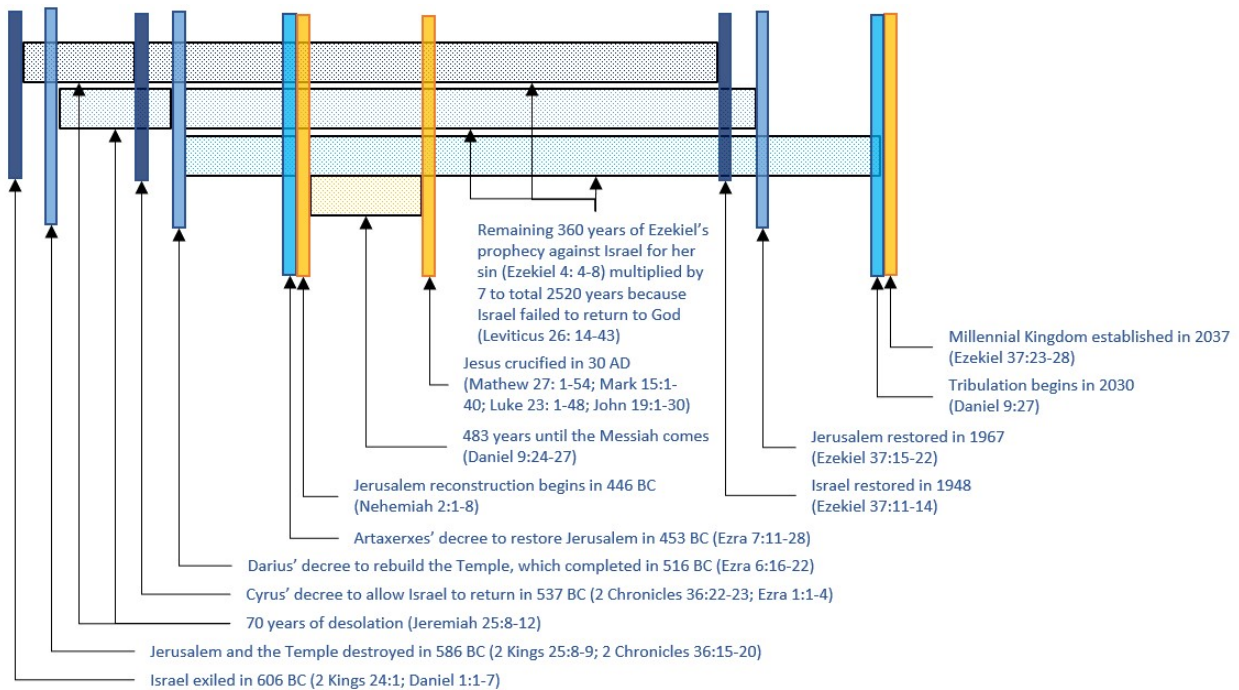 Remaining 360 years of Ezekiel's
prophecy against Israel for her
sin (Ezekiel 4: 4-8) multiplied by
7 to total 2520 years because
Israel failed to return to God
(Leviticus 26: 14-43)
Millennial Kingdom established in 2037
(Ezekiel 37:23-28)
Jesus crucified in 30 AD
(Mathew 27: 1-54; Mark 15:1-
40; Luke 23: 1-48; John 19:1-30)
Tribulation begins in 2030
(Daniel 9:27)
483 years until the Messiah comes
(Daniel 9:24-27)
Jerusalem restored in 1967
(Ezekiel 37:15-22)
Jerusalem reconstruction begins in 446 BC
(Nehemiah 2:1-8)
Israel restored in 1948
(Ezekiel 37:11-14)
Artaxerxes' decree to restore Jerusalem in 453 BC (Ezra 7:11-28)
Darius' decree to rebuild the Temple, which completed in 516 BC (Ezra 6:16-22)
Cyrus' decree to allow Israel to return in 537 BC (2 Chronicles 36:22-23; Ezra 1:1-4)
70 years of desolation (Jeremiah 25:8-12)
Jerusalem and the Temple destroyed in 586 BC (2 Kings 25:8-9; 2 Chronicles 36:15-20)
Israel exiled in 606 BC (2 Kings 24:1; Daniel 1:1-7)